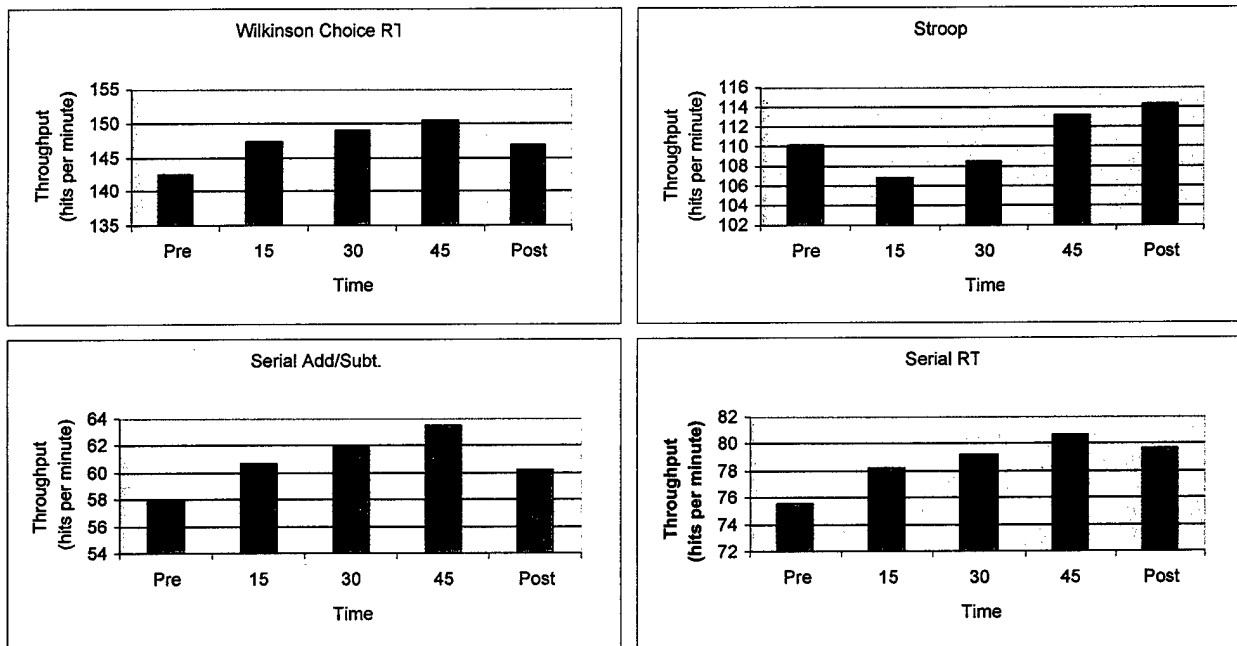 Wilkinson Choice RT
Throughput
(hits per minute)
155
150
145
140
135
Pre 15 30 45 Post
Time
Stroop
Throughput
(hits per minute)
116
114
112
110
108
106
104
102
Pre 15 30 45 Post
Time
Serial Add/Subt.
Throughput
(hits per minute)
64
62
60
58
56
54
Pre 15 30 45 Post
Time
Serial RT
Throughput
(hits per minute)
82
80
78
76
74
72
Pre 15 30 45 Post
Time